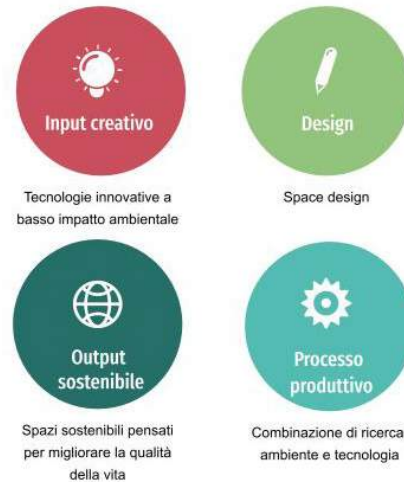 Input creativo
Tecnologie innovative a
basso impatto ambientale
Design
Space design
Output
sostenibile
Spazi sostenibili pensati
per migliorare la qualità
della vita
Processo
produttivo
Combinazione di ricerca
ambiente e tecnologia